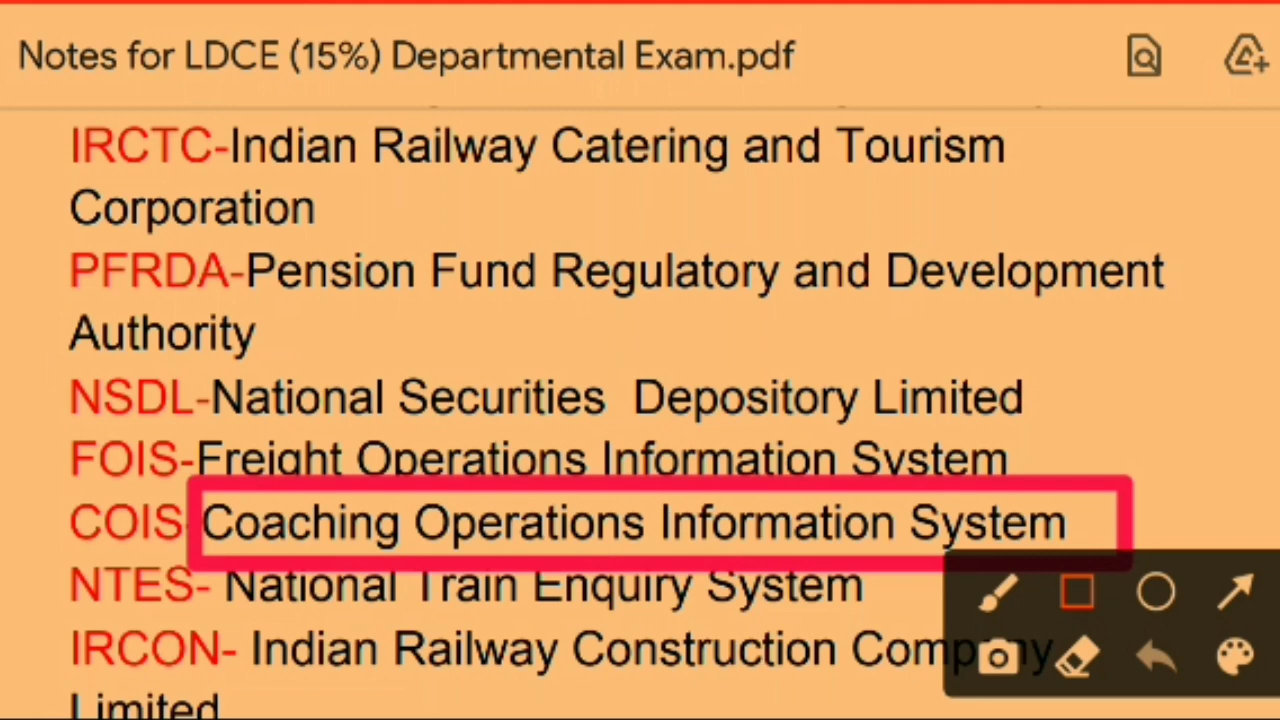 Notes for LDCE (15%) Departmental Exam.pdf
IRCTC-Indian Railway Catering and Tourism
Corporation
PFRDA-Pension Fund Regulatory and Development
Authority
NSDL-National Securities Depository Limited
FOIS-Freight Operations Information System
COIS-Coaching Operations Information System
NTES- National Train Enquiry System
IRCON- Indian Railway Construction Company
Limited